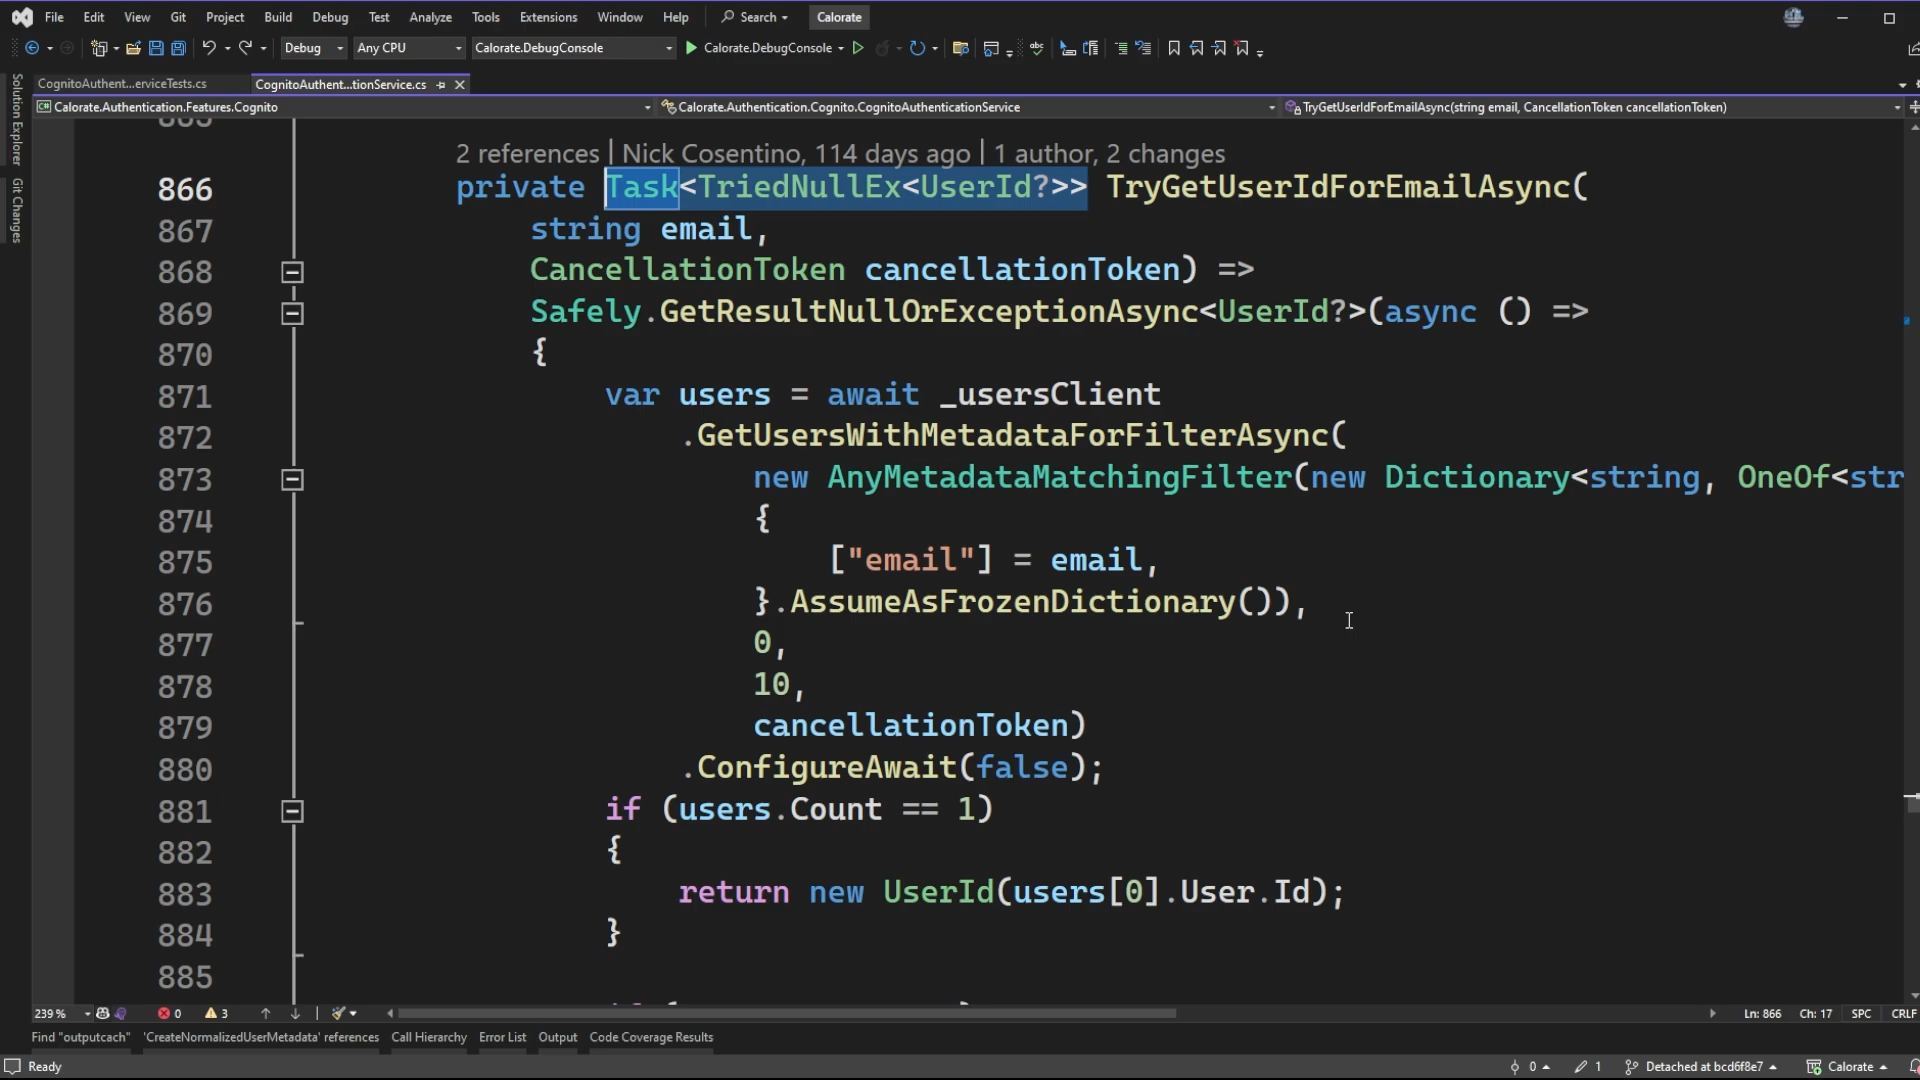 File Edit View Git Project Build Debug Test Analyze Tools Extensions Window Help Search Calorate
Debug Any CPU Calorate.DebugConsole Calorate.DebugConsole
CognitoAuthent...erviceTests.cs CognitoAuthent...tionService.cs
Calorate.Authentication.Features.Cognito Calorate.Authentication.Cognito.CognitoAuthenticationService TryGetUserIdForEmailAsync(string email, CancellationToken cancellationToken)
Solution Explorer
Git Changes
2 references | Nick Cosentino, 114 days ago | 1 author, 2 changes
866 private Task<TriedNullEx<UserId?>> TryGetUserIdForEmailAsync(
867 string email,
868 CancellationToken cancellationToken) =>
869 Safely.GetResultNullOrExceptionAsync<UserId?>(async () =>
870 {
871 var users = await _usersClient
872 .GetUsersWithMetadataForFilterAsync(
873 new AnyMetadataMatchingFilter(new Dictionary<string, OneOf<str
874 {
875 ["email"] = email,
876 }.AssumeAsFrozenDictionary()),
877 0,
878 10,
879 cancellationToken)
880 .ConfigureAwait(false);
881 if (users.Count == 1)
882 {
883 return new UserId(users[0].User.Id);
884 }
885
239 % 0 3 Ln: 866 Ch: 17 SPC CRLF
Find "outputcach" 'CreateNormalizedUserMetadata' references Call Hierarchy Error List Output Code Coverage Results
Ready 0 1 Detached at bcd6f8e7 Calorate